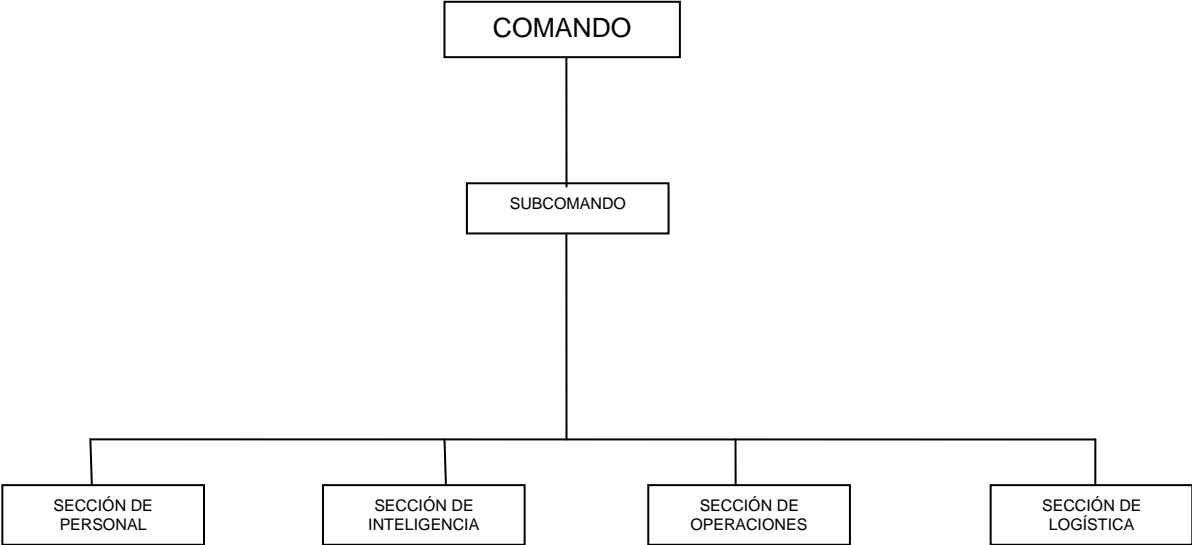 COMANDO
SUBCOMANDO
SECCIÓN DE
PERSONAL
SECCIÓN DE
INTELIGENCIA
SECCIÓN DE
OPERACIONES
SECCIÓN DE
LOGÍSTICA